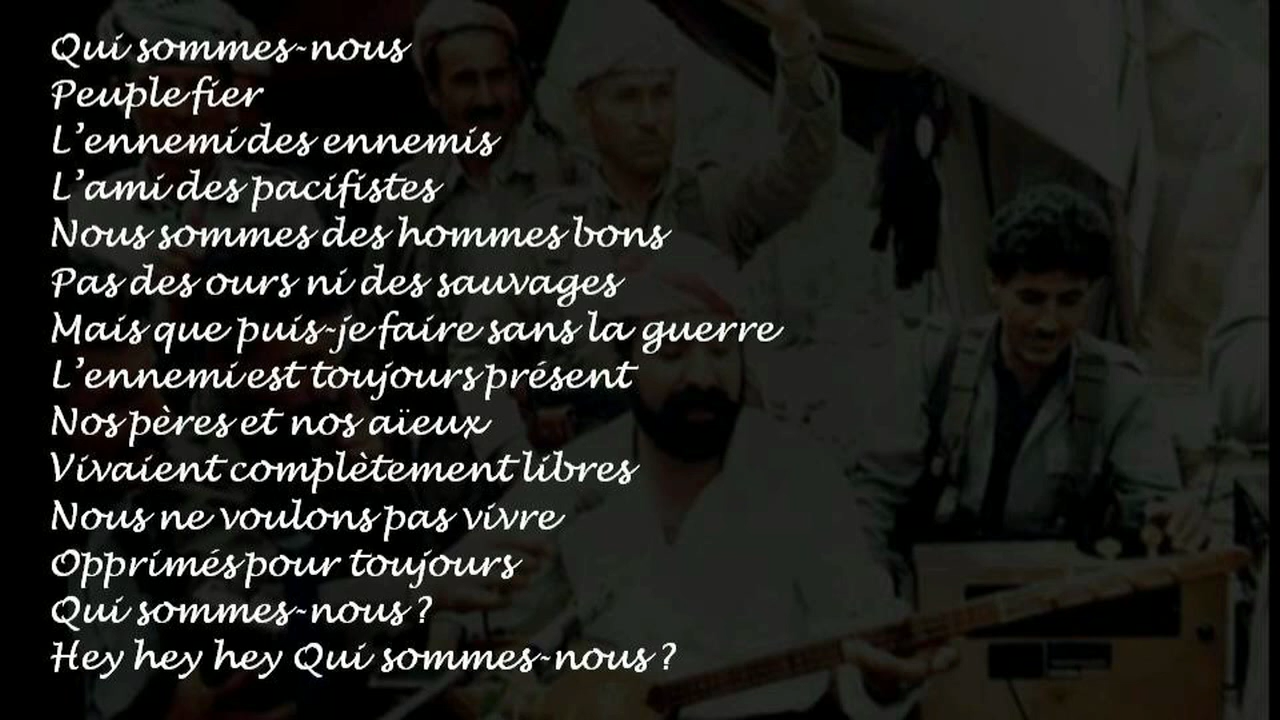 Qui sommes-nous
Peuple fier
L'ennemi des ennemis
L'ami des pacifistes
Nous sommes des hommes bons
Pas des ours ni des sauvages
Mais que puis-je faire sans la guerre
L'ennemi est toujours présent
Nos pères et nos aïeux
Vivaient complètement libres
Nous ne voulons pas vivre
Opprimés pour toujours
Qui sommes-nous ?
Hey hey hey Qui sommes-nous ?